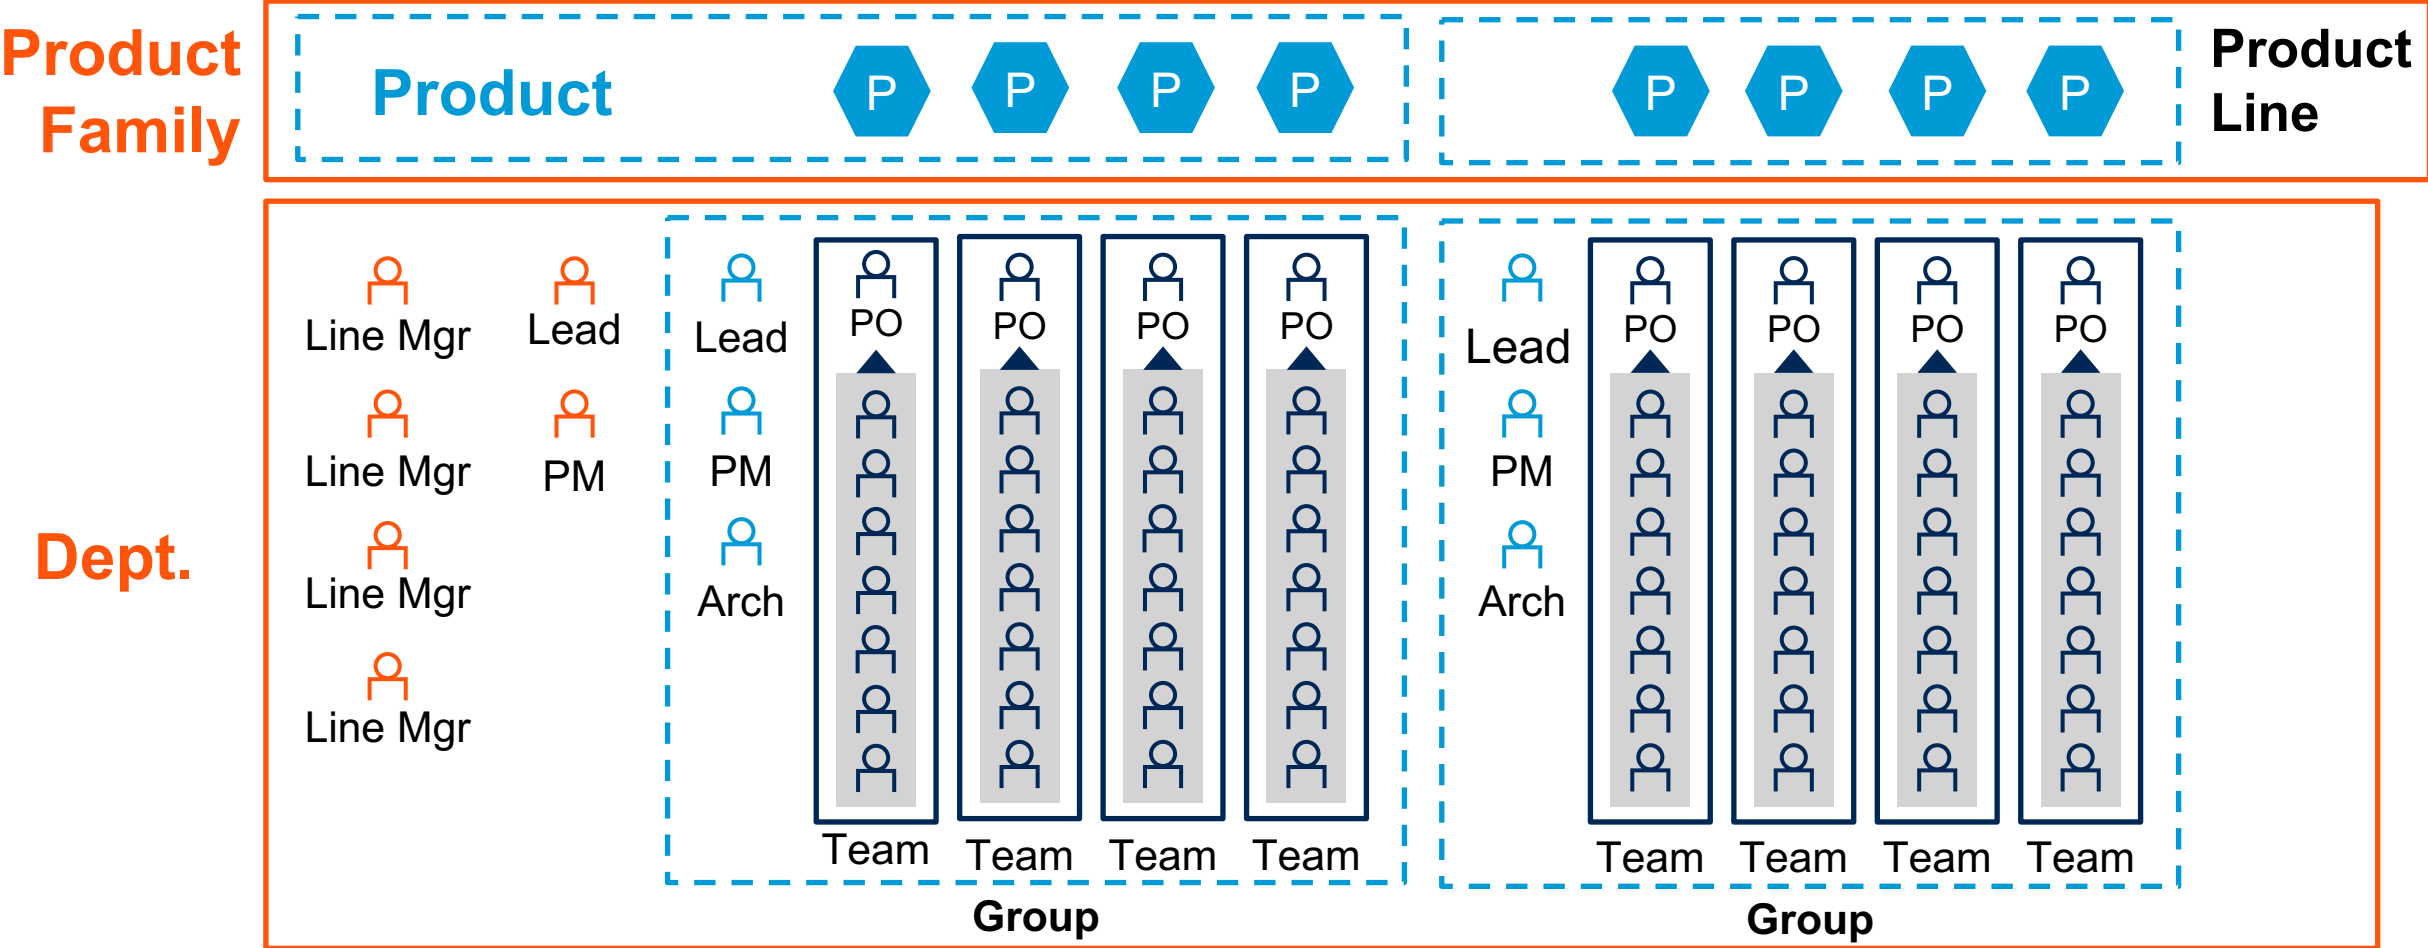 Product
Family
Product
P
P
P
P
P
P
P
P
Product
Line
Dept.
Line Mgr
Line Mgr
Line Mgr
Line Mgr
Lead
PM
Lead
PM
Arch
PO
PO
PO
PO
Team
Team
Team
Team
Group
Lead
PM
Arch
PO
PO
PO
PO
Team
Team
Team
Team
Group